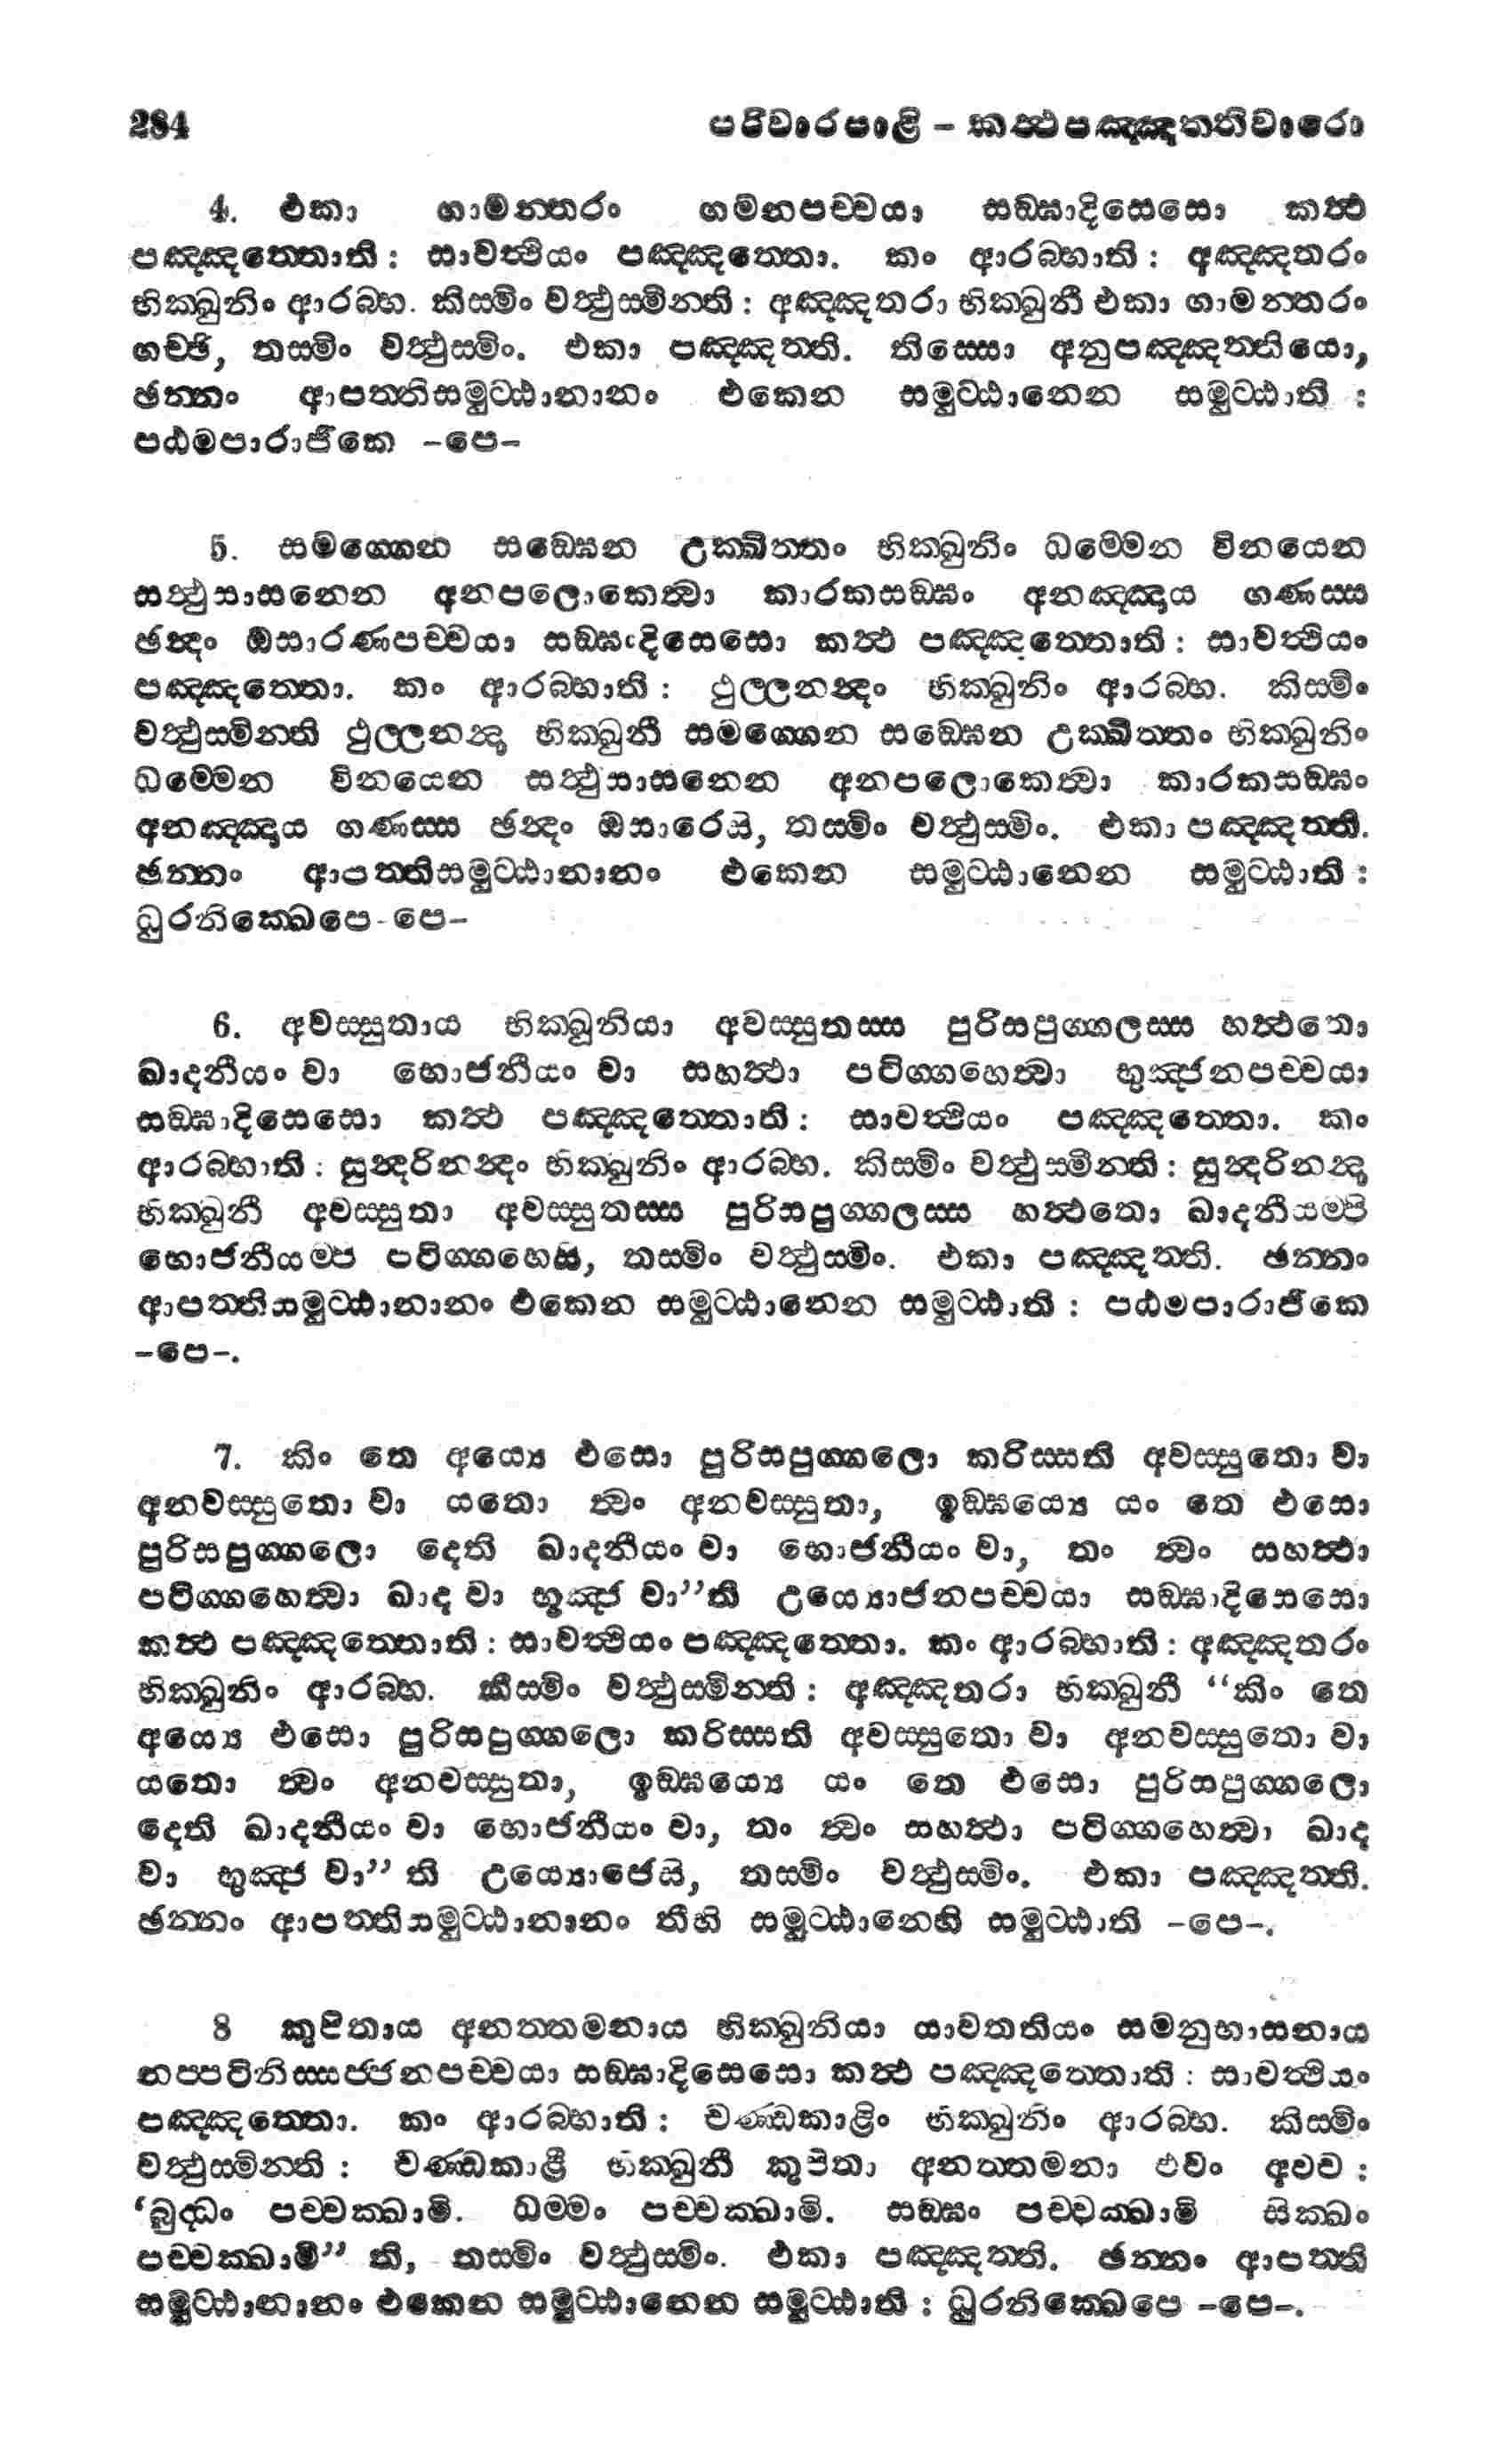 284 පරිවාරපාළි – කත්‍ථපඤ්ඤත්තිවාරො
4. එකා ගාමන්තරං ගමනපච්චයා සඞ්ඝාදිසෙසො කත්‍ථ
පඤ්ඤත්තොති : සාවත්‍ථියං පඤ්ඤත්තො. කං ආරබ්භාති : අඤ්ඤතරං
භික්ඛුනිං ආරබ්භ. කිස්මිං වත්‍ථුස්මින්ති : අඤ්ඤතරා භික්ඛුනී එකා ගාමන්තරං
ගච්ඡි, තස්මිං වත්‍ථුස්මිං. එකා පඤ්ඤත්ති. තිස්සො අනුපඤ්ඤත්තියො,
ඡන්නං ආපත්තිසමුට්ඨානානං එකෙන සමුට්ඨානෙන සමුට්ඨාති :
පඨමපාරාජිකෙ –පෙ–
5. සමග්ගෙන සඞ්ඝෙන උක්ඛිත්තං භික්ඛුනිං ධම්මෙන විනයෙන
සත්‍ථුසාසනෙන අනපලොකෙත්‍වා කාරකසඞ්ඝං අනඤ්ඤාය ගණස්ස
ඡන්‍දං ඔසාරණපච්චයා සඞ්ඝාදිසෙසො කත්‍ථ පඤ්ඤත්තොති : සාවත්‍ථියං
පඤ්ඤත්තො. කං ආරබ්භාති : ථුල්ලනන්‍දං භික්ඛුනිං ආරබ්භ. කිස්මිං
වත්‍ථුස්මින්ති ථුල්ලනන්‍දා භික්ඛුනී සමග්ගෙන සඞ්ඝෙන උක්ඛිත්තං භික්ඛුනිං
ධම්මෙන විනයෙන සත්‍ථුසාසනෙන අනපලොකෙත්‍වා කාරකසඞ්ඝං
අනඤ්ඤාය ගණස්ස ඡන්‍දං ඔසාරෙසි, තස්මිං වත්‍ථුස්මිං. එකා පඤ්ඤත්ති.
ඡන්නං ආපත්තිසමුට්ඨානානං එකෙන සමුට්ඨානෙන සමුට්ඨාති :
ධුරනික්ඛෙපෙ-පෙ–
6. අවස්සුතාය භික්ඛුනියා අවස්සුතස්ස පුරිසපුග්ගලස්ස හත්‍ථතො
ඛාදනීයං වා භොජනීයං වා සහත්‍ථා පටිග්ගහෙත්‍වා භුඤ්ජනපච්චයා
සඞ්ඝාදිසෙසො කත්‍ථ පඤ්ඤත්තොති : සාවත්‍ථියං පඤ්ඤත්තො. කං
ආරබ්භාති : සුන්‍දරිනන්‍දං භික්ඛුනිං ආරබ්භ. කිස්මිං වත්‍ථුස්මින්ති : සුන්‍දරිනන්‍දා
භික්ඛුනී අවස්සුතා අවස්සුතස්ස පුරිසපුග්ගලස්ස හත්‍ථතො ඛාදනීයම්පි
භොජනීයම්පි පටිග්ගහෙසි, තස්මිං වත්‍ථුස්මිං. එකා පඤ්ඤත්ති. ඡන්නං
ආපත්තිසමුට්ඨානානං එකෙන සමුට්ඨානෙන සමුට්ඨාති : පඨමපාරාජිකෙ
–පෙ–.
7. කිං තෙ අය්‍යෙ එසො පුරිසපුග්ගලො කරිස්සති අවස්සුතො වා
අනවස්සුතො වා යතො ත්‍වං අනවස්සුතා, ඉඞ්ඝය්‍යෙ යං තෙ එසො
පුරිසපුග්ගලො දෙති ඛාදනීයං වා භොජනීයං වා, තං ත්‍වං සහත්‍ථා
පටිග්ගහෙත්‍වා ඛාද වා භුඤ්ජ වා”ති උය්‍යොජනපච්චයා සඞ්ඝාදිසෙසො
කත්‍ථ පඤ්ඤත්තොති : සාවත්‍ථියං පඤ්ඤත්තො. කං ආරබ්භාති : අඤ්ඤතරං
භික්ඛුනිං ආරබ්භ. කිස්මිං වත්‍ථුස්මින්ති : අඤ්ඤතරා භික්ඛුනී “කිං තෙ
අය්‍යෙ එසො පුරිසපුග්ගලො කරිස්සති අවස්සුතො වා අනවස්සුතො වා
යතො ත්‍වං අනවස්සුතා, ඉඞ්ඝය්‍යෙ යං තෙ එසො පුරිසපුග්ගලො
දෙති ඛාදනීයං වා භොජනීයං වා, තං ත්‍වං සහත්‍ථා පටිග්ගහෙත්‍වා ඛාද
වා භුඤ්ජ වා” ති උය්‍යොජෙසි, තස්මිං වත්‍ථුස්මිං. එකා පඤ්ඤත්ති.
ඡන්නං ආපත්තිසමුට්ඨානානං තීහි සමුට්ඨානෙහි සමුට්ඨාති –පෙ–.
8 කුපිතාය අනත්තමනාය භික්ඛුනියා යාවතතියං සමනුභාසනාය
නප්පටිනිස්සජ්ජනපච්චයා සඞ්ඝාදිසෙසො කත්‍ථ පඤ්ඤත්තොති : සාවත්‍ථියං
පඤ්ඤත්තො. කං ආරබ්භාති : චණ්ඩකාළිං භික්ඛුනිං ආරබ්භ. කිස්මිං
වත්‍ථුස්මින්ති : චණ්ඩකාළී භික්ඛුනී කුපිතා අනත්තමනා එවං අවච :
‘බුද්ධං පච්චක්ඛාමි. ධම්මං පච්චක්ඛාමි. සඞ්ඝං පච්චක්ඛාමි සික්ඛං
පච්චක්ඛාමී” ති, තස්මිං වත්‍ථුස්මිං. එකා පඤ්ඤත්ති. ඡන්නං ආපත්ති
සමුට්ඨානානං එකෙන සමුට්ඨානෙන සමුට්ඨාති : ධුරනික්ඛෙපෙ –පෙ–.